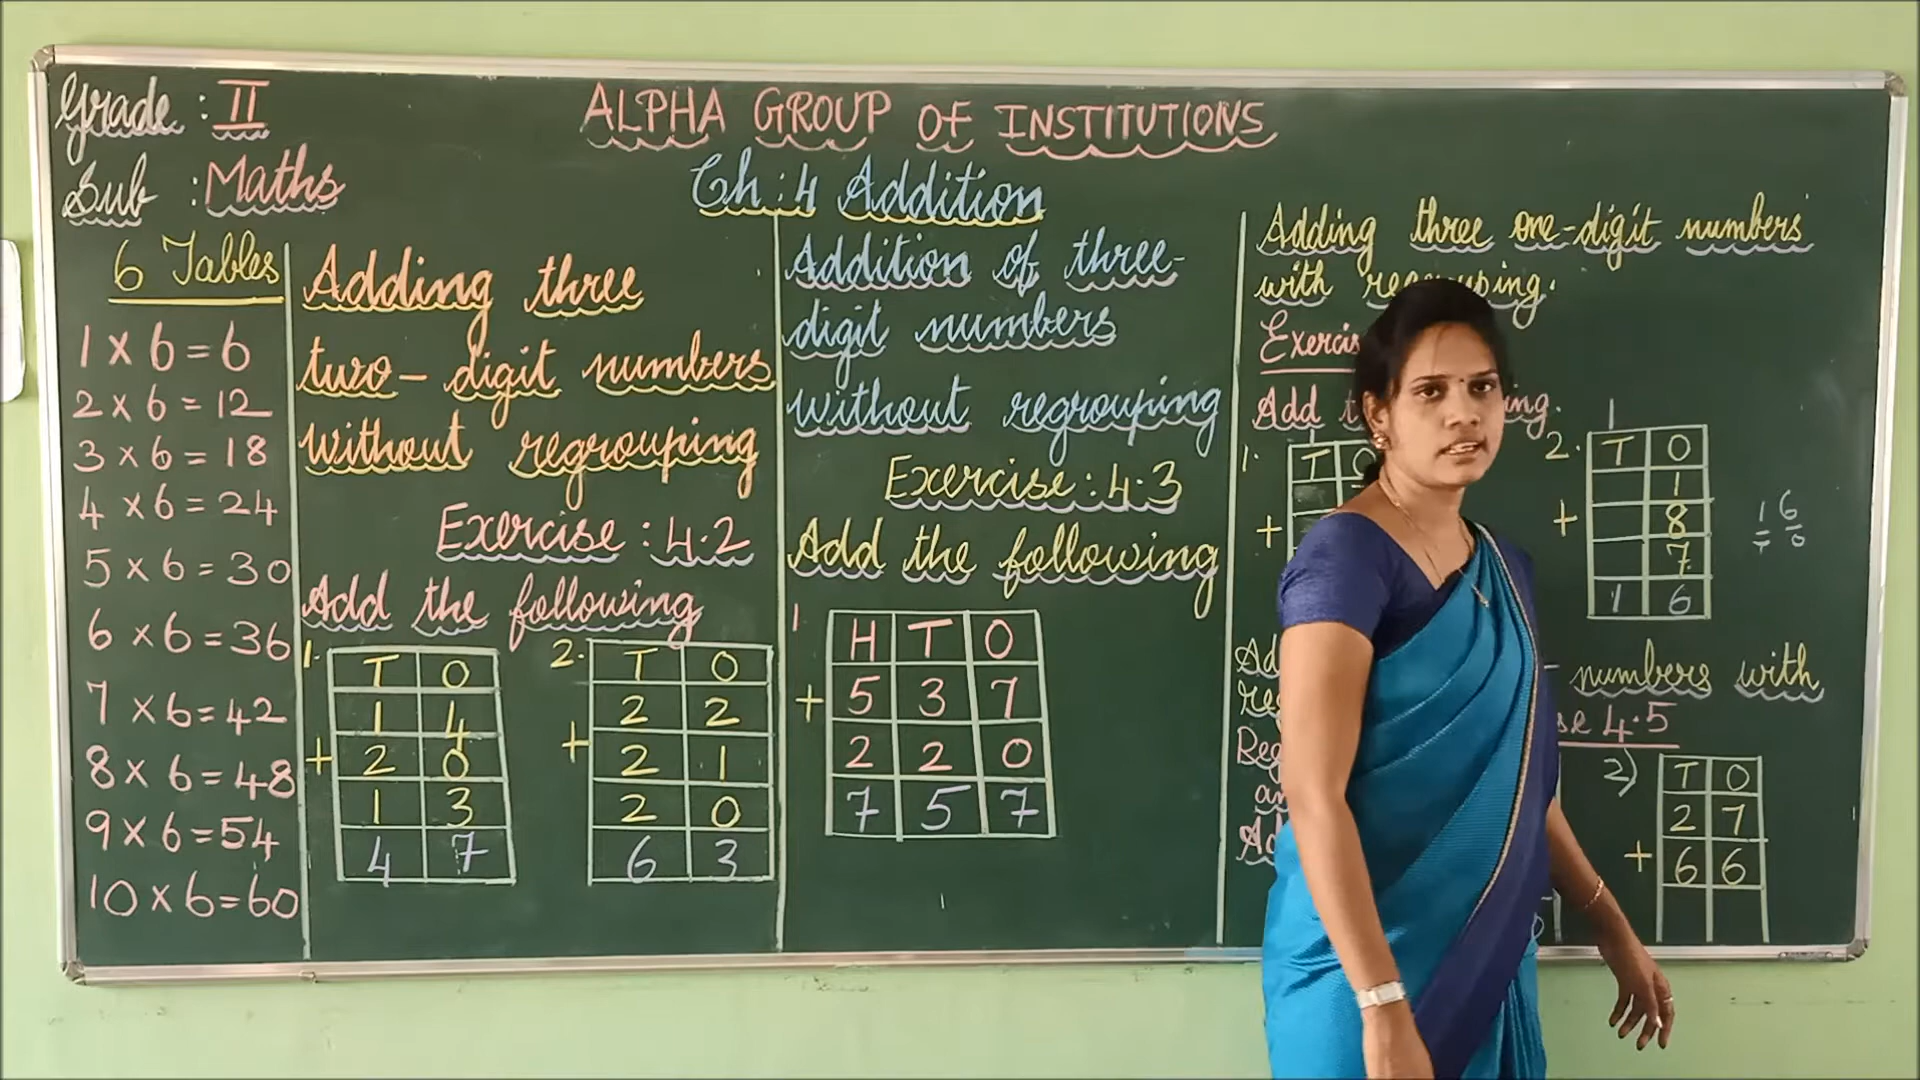 Grade : II
ALPHA GROUP OF INSTITUTIONS
Sub : Maths
Ch : 4 Addition
6 Tables
1 x 6 = 6
2 x 6 = 12
3 x 6 = 18
4 x 6 = 24
5 x 6 = 30
6 x 6 = 36
7 x 6 = 42
8 x 6 = 48
9 x 6 = 54
10 x 6 = 60
Adding three
two-digit numbers
without regrouping
Exercise : 4.2
Add the following
1.
T O
1 4
+ 2 0
1 3
4 7
2.
T O
2 2
+ 2 1
2 0
6 3
Addition of three-
digit numbers
without regrouping
Exercise : 4.3
Add the following
1
H T O
+ 5 3 7
2 2 0
7 5 7
Adding three one-digit numbers
with regrouping.
Add
1.
T O
+
2.
1
T O
1
+ 8
7
1 6
1 6
T O
numbers with
4.5
2)
T O
2 7
+ 6 6